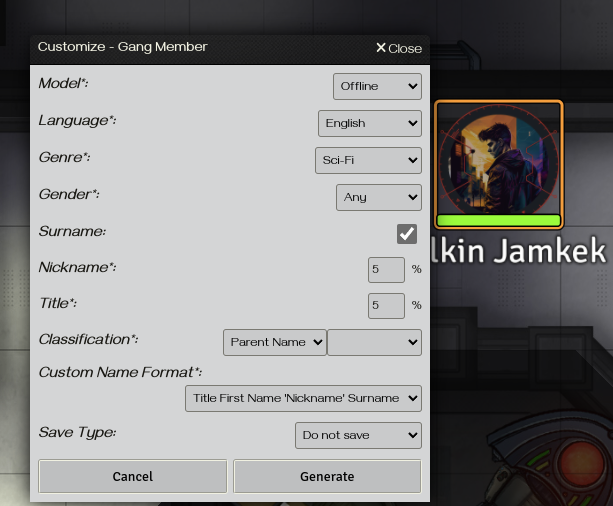 Customize - Gang Member
×Close
Model*: Offline
Language*: English
Genre*: Sci-Fi
Gender*: Any
Surname:
Nickname*: 5 %
Title*: 5 %
Classification*: Parent Name
Custom Name Format*:
Title First Name 'Nickname' Surname
Save Type: Do not save
Cancel Generate
lkin Jamkek